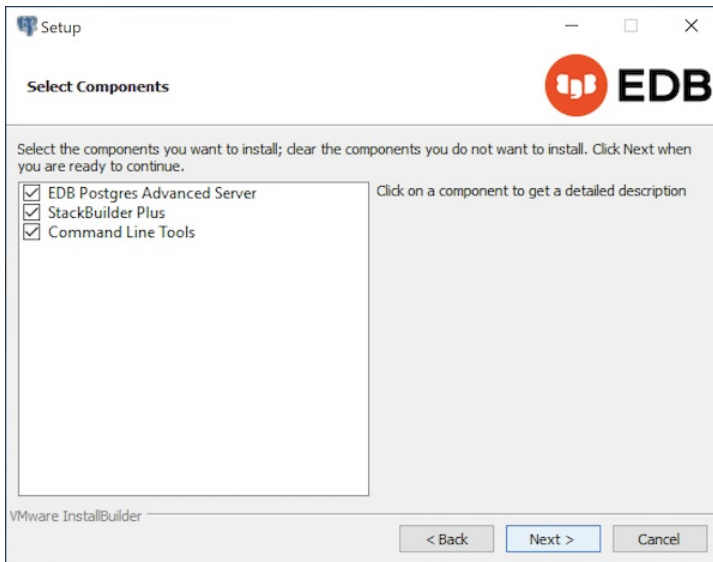 Setup
Select Components
EDB
Select the components you want to install; clear the components you do not want to install. Click Next when
you are ready to continue.
EDB Postgres Advanced Server
StackBuilder Plus
Command Line Tools
Click on a component to get a detailed description
VMware InstallBuilder
< Back
Next >
Cancel